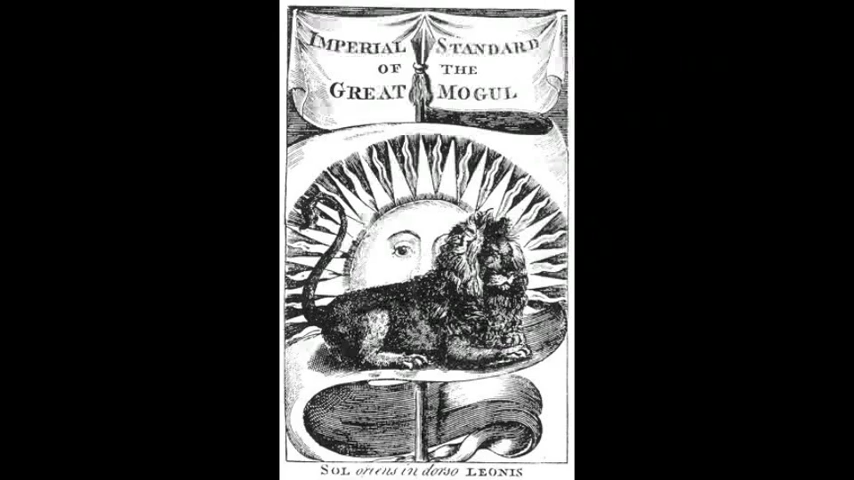 IMPERIAL STANDARD
OF THE
GREAT MOGUL
SOL oriens in dorso LEONIS